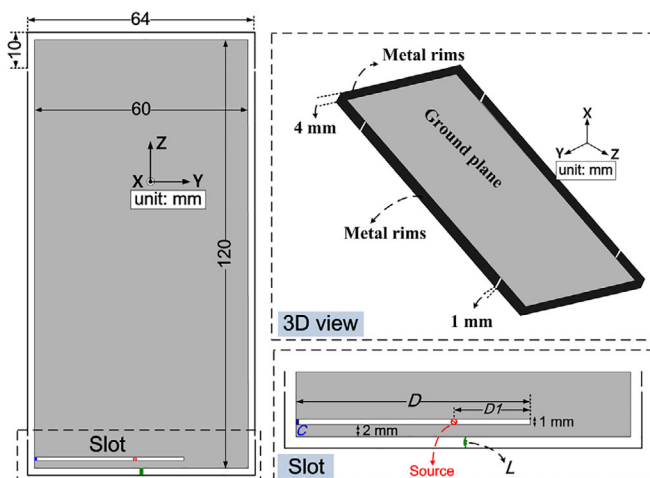 64
10
60
Z
X
Y
unit: mm
120
Slot
Metal rims
4 mm
Ground plane
X
Y
Z
unit: mm
Metal rims
1 mm
3D view
D
D1
C
2 mm
1 mm
Source
L
Slot